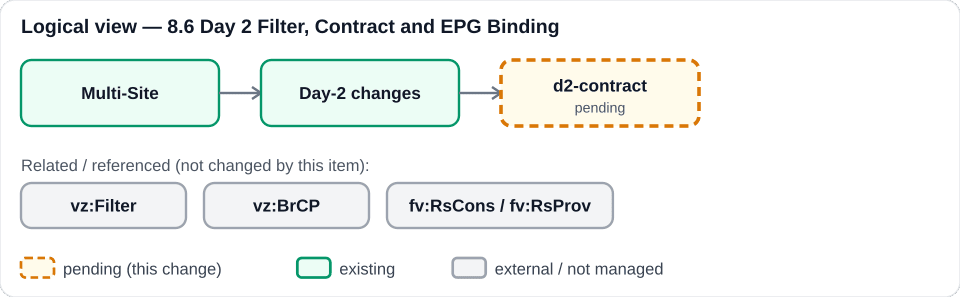 Logical view — 8.6 Day 2 Filter, Contract and EPG Binding
Multi-Site
Day-2 changes
d2-contract
pending
Related / referenced (not changed by this item):
vz:Filter
vz:BrCP
fv:RsCons / fv:RsProv
pending (this change)
existing
external / not managed